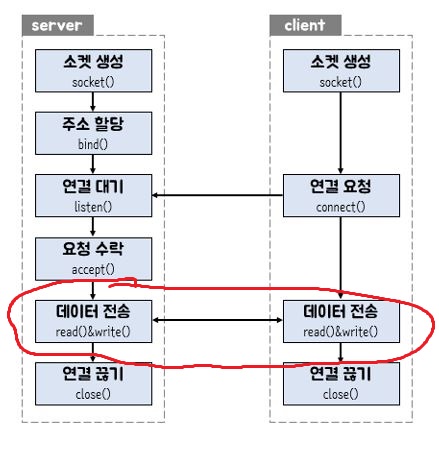 server
client
소켓 생성
socket()
소켓 생성
socket()
주소 할당
bind()
연결 대기
listen()
연결 요청
connect()
요청 수락
accept()
데이터 전송
read()&write()
데이터 전송
read()&write()
연결 끊기
close()
연결 끊기
close()